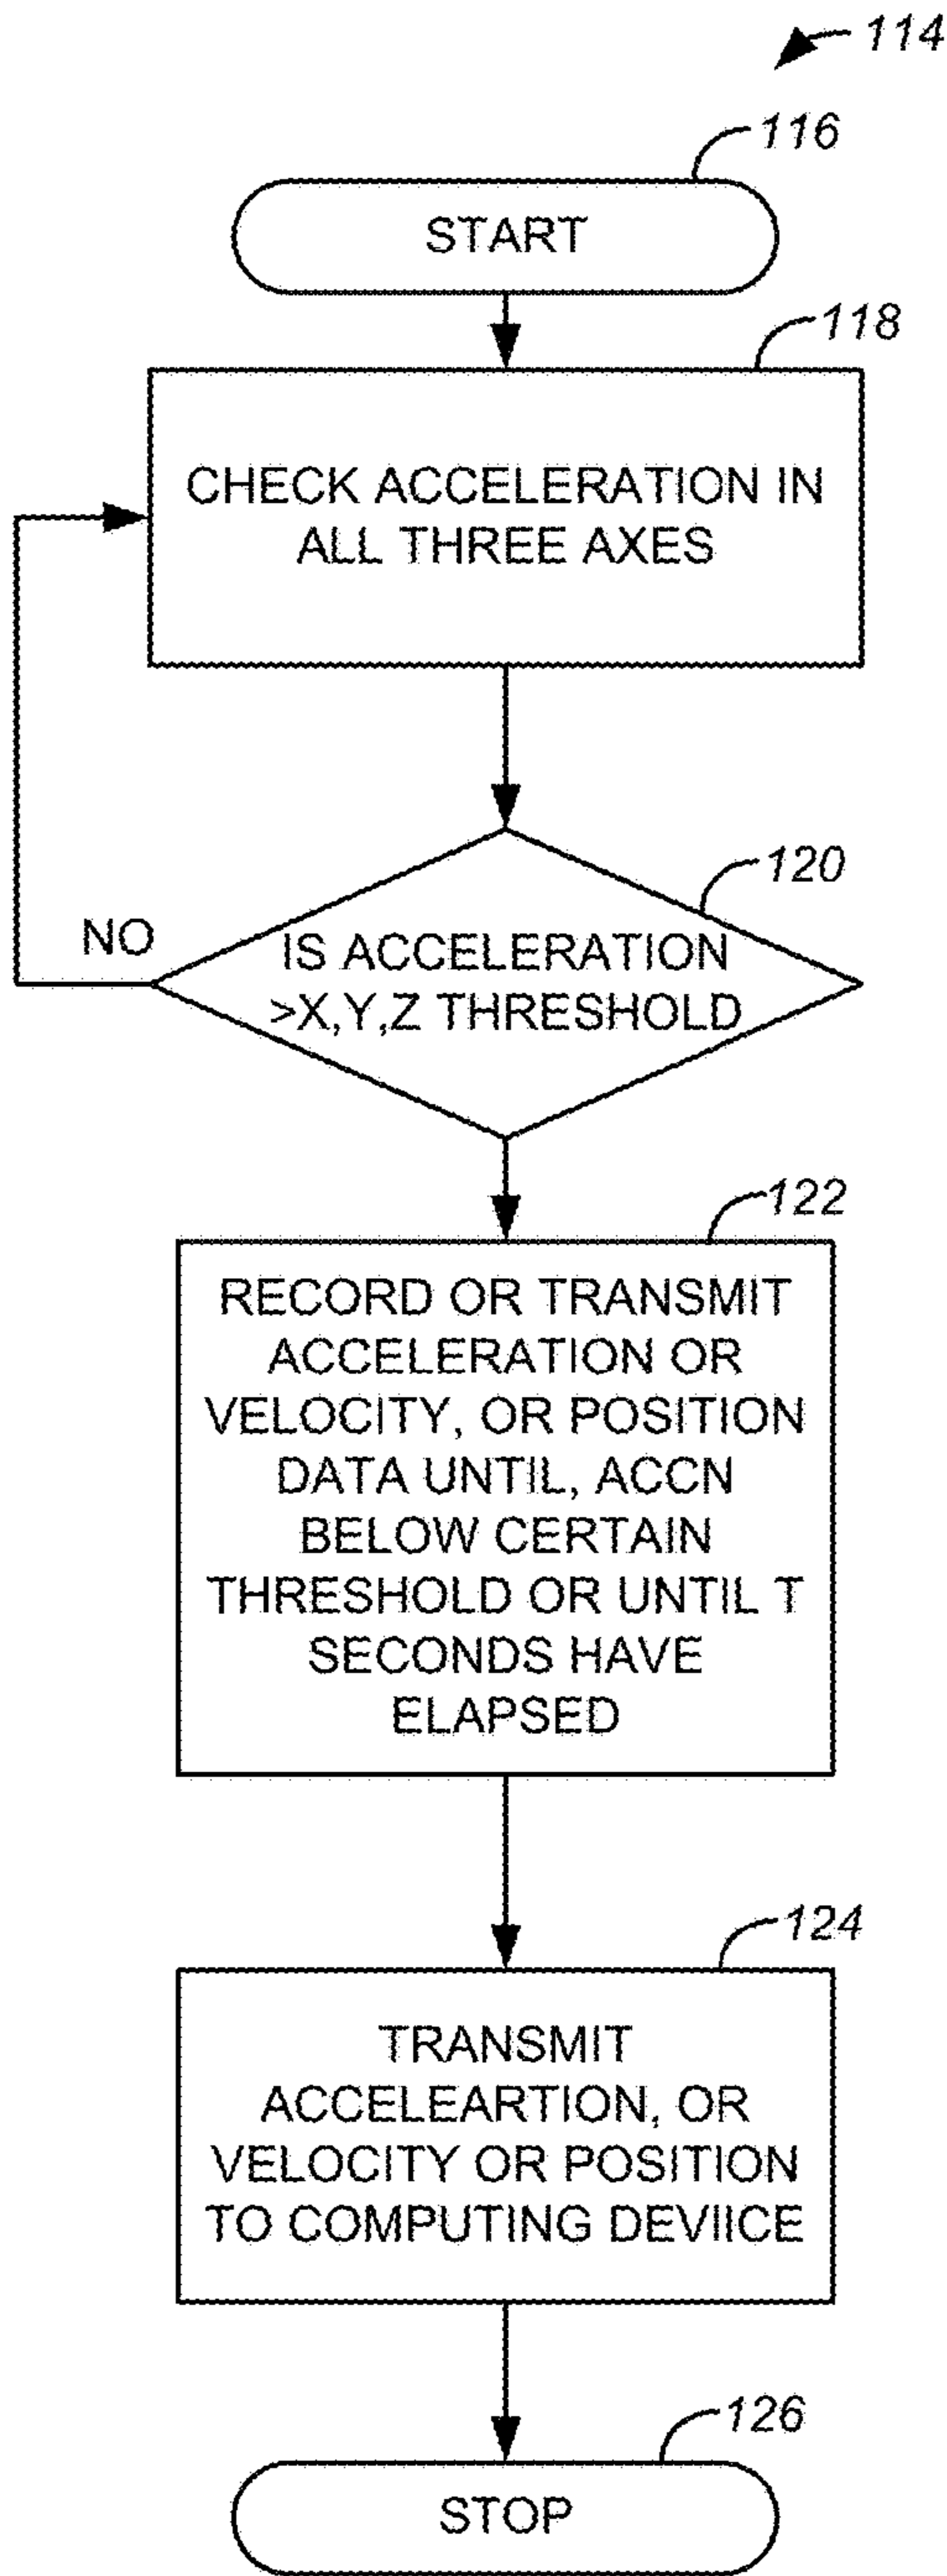 114
116
START
118
CHECK ACCELERATION IN
ALL THREE AXES
120
NO
IS ACCELERATION
>X,Y,Z THRESHOLD
122
RECORD OR TRANSMIT
ACCELERATION OR
VELOCITY, OR POSITION
DATA UNTIL, ACCN
BELOW CERTAIN
THRESHOLD OR UNTIL T
SECONDS HAVE
ELAPSED
124
TRANSMIT
ACCELEARTION, OR
VELOCITY OR POSITION
TO COMPUTING DEVIICE
126
STOP